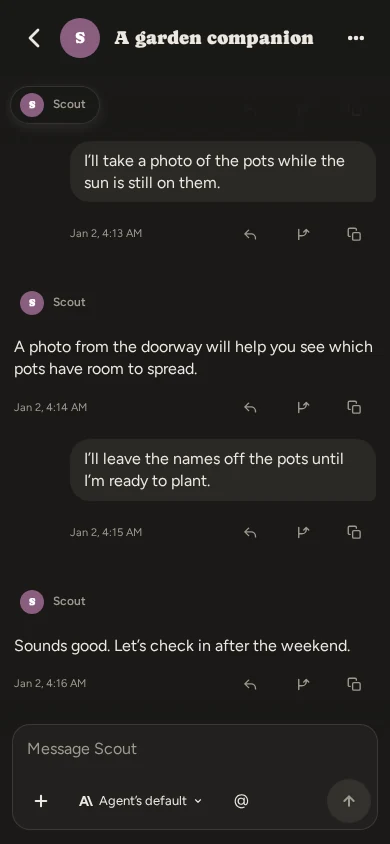 S
A garden companion
S
Scout
I’ll take a photo of the pots while the
sun is still on them.
Jan 2, 4:13 AM
S
Scout
A photo from the doorway will help you see which
pots have room to spread.
Jan 2, 4:14 AM
I’ll leave the names off the pots until
I’m ready to plant.
Jan 2, 4:15 AM
S
Scout
Sounds good. Let’s check in after the weekend.
Jan 2, 4:16 AM
Message Scout
A\ Agent’s default @